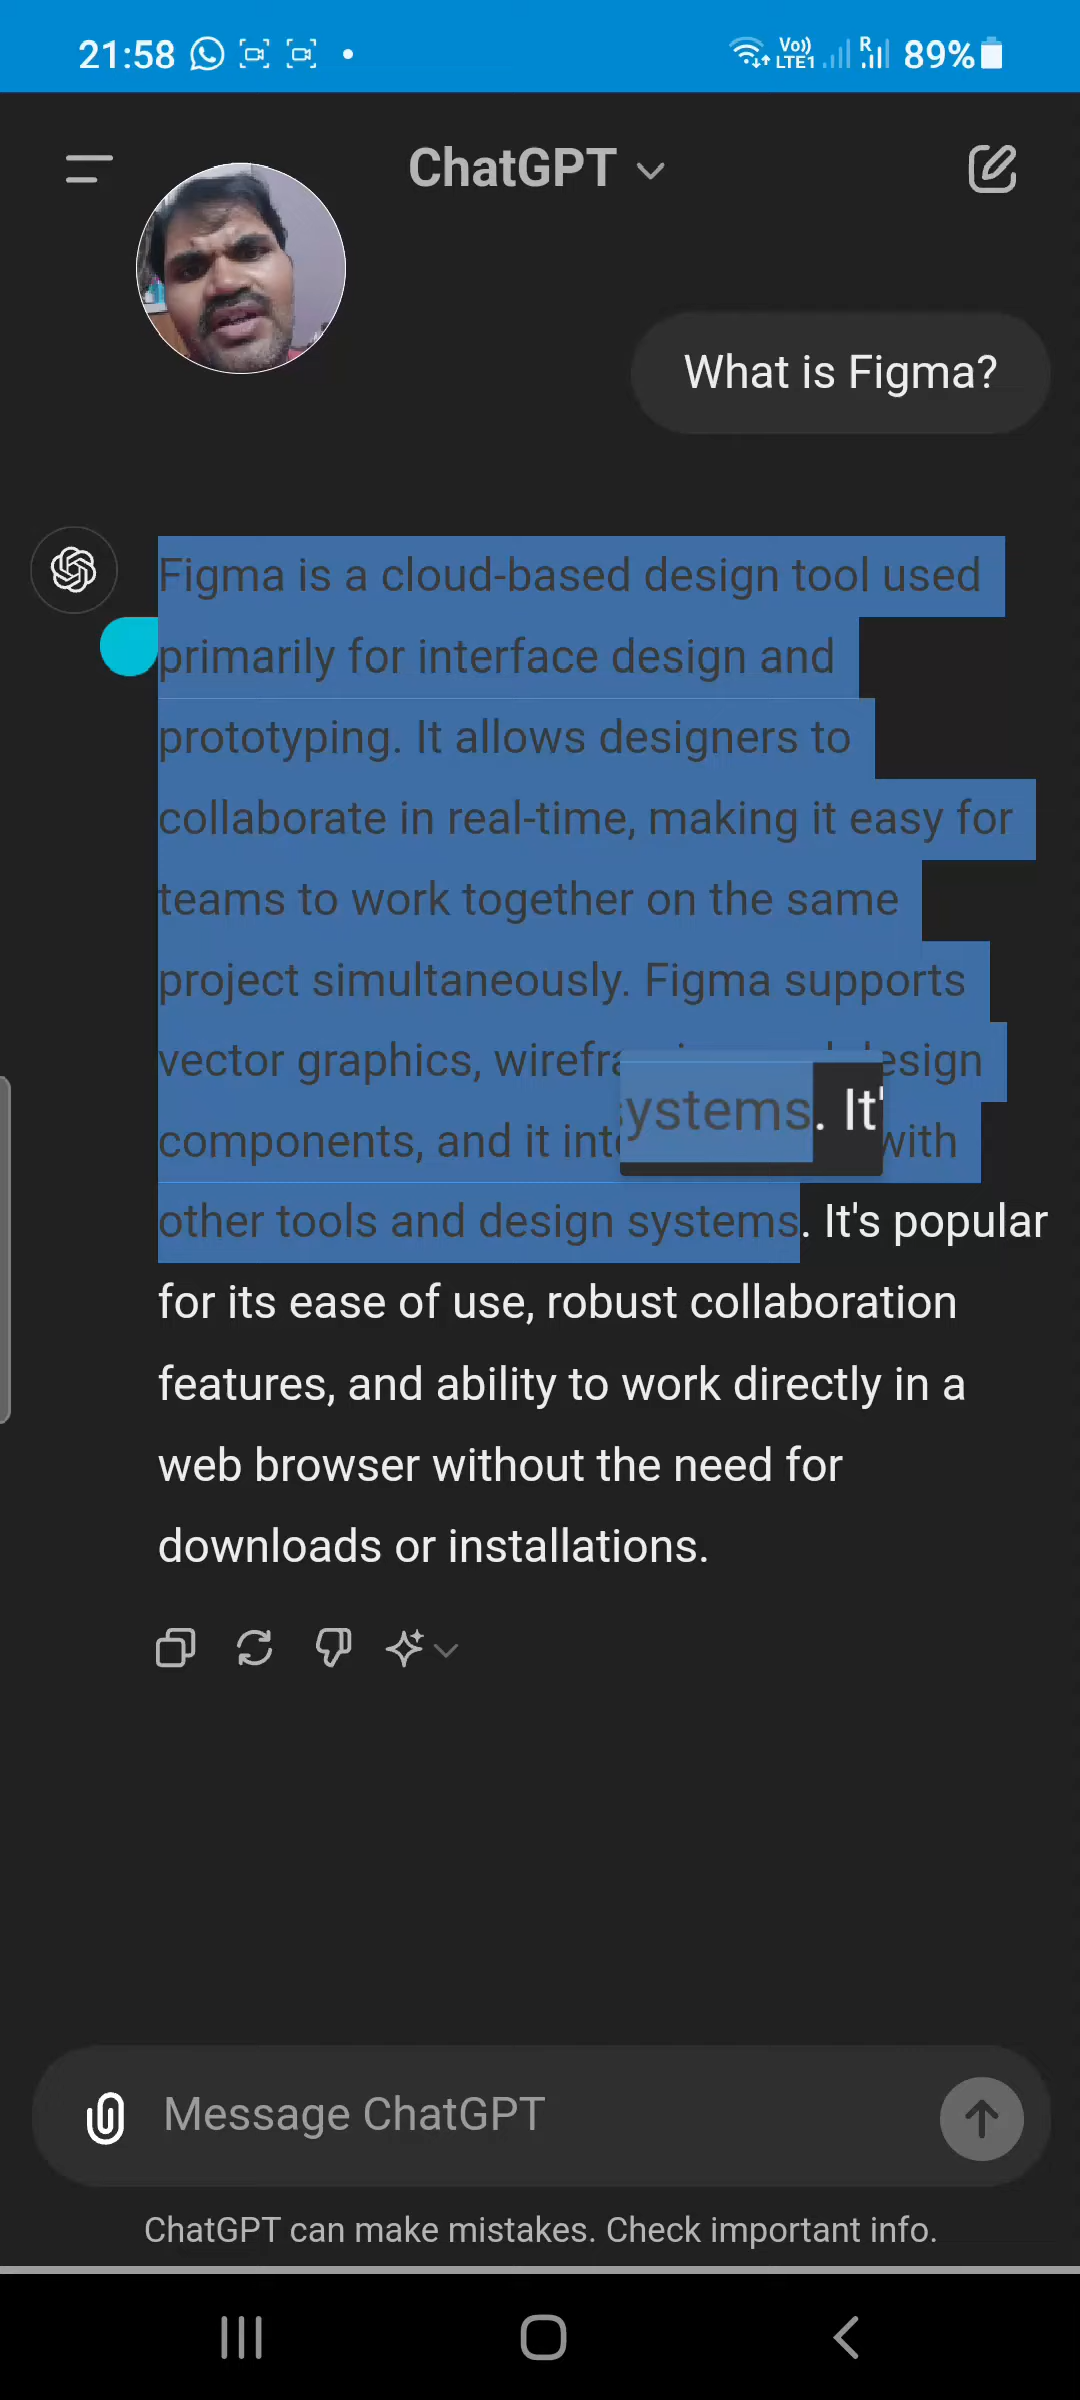 21:58
Vo))
LTE1
R
89%
ChatGPT
What is Figma?
Figma is a cloud-based design tool used
primarily for interface design and
prototyping. It allows designers to
collaborate in real-time, making it easy for
teams to work together on the same
project simultaneously. Figma supports
vector graphics,
ystems. It'
components, and it with
other tools and design systems. It's popular
for its ease of use, robust collaboration
features, and ability to work directly in a
web browser without the need for
downloads or installations.
Message ChatGPT
ChatGPT can make mistakes. Check important info.